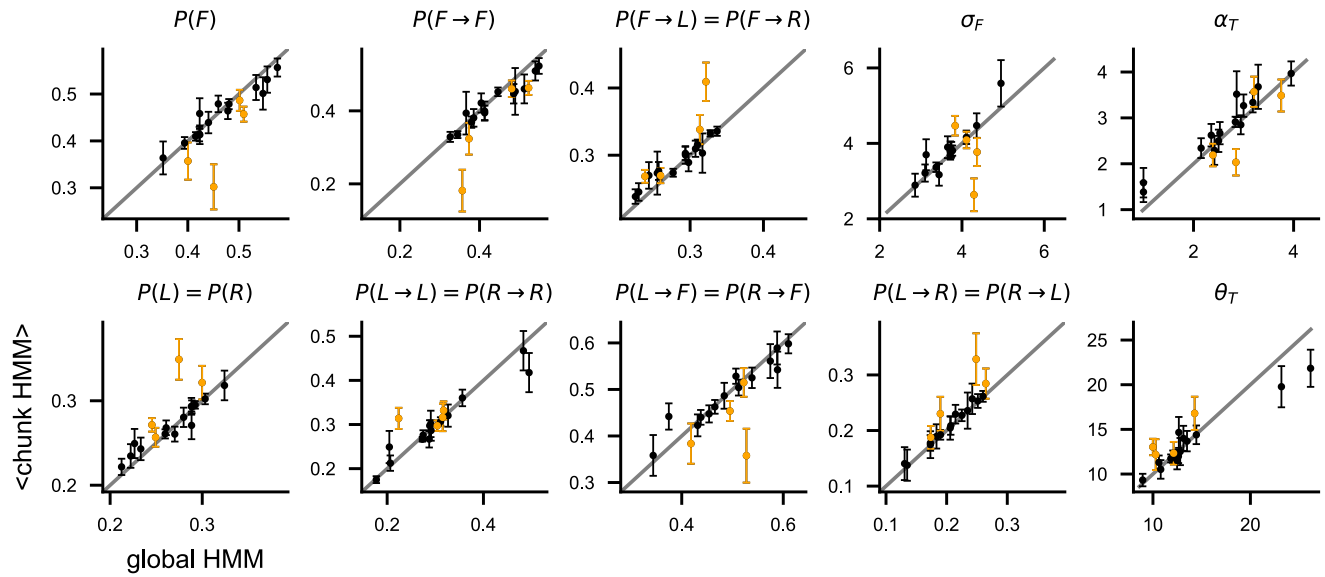 P(F)
P(F → F)
P(F → L) = P(F → R)
σF
αT
0.5
0.4
0.3
0.4
0.2
0.4
0.3
6
4
2
4
3
2
1
0.3 0.4 0.5
0.2 0.4
0.3 0.4
2 4 6
2 4
P(L) = P(R)
P(L → L) = P(R → R)
P(L → F) = P(R → F)
P(L → R) = P(R → L)
θT
<chunk HMM>
0.3
0.2
0.5
0.4
0.3
0.2
0.6
0.5
0.4
0.3
0.3
0.2
0.1
25
20
15
10
0.2 0.3
0.2 0.4
0.4 0.6
0.1 0.2 0.3
10 20
global HMM